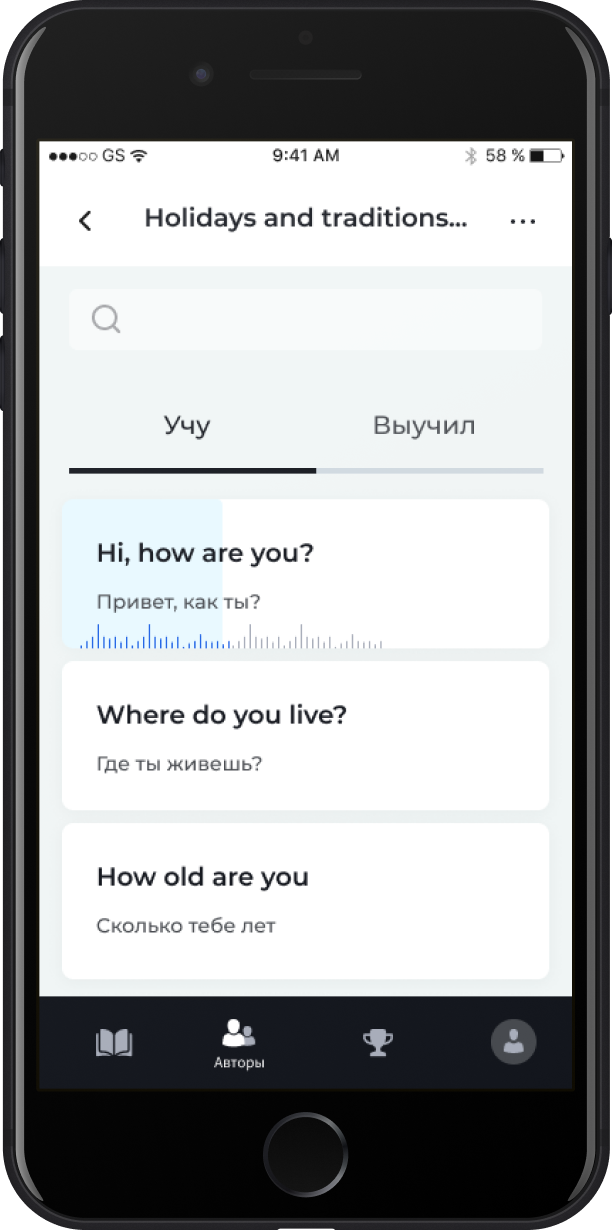 GS 9:41 AM 58 %
Holidays and traditions...
Учу Выучил
Hi, how are you?
Привет, как ты?
Where do you live?
Где ты живешь?
How old are you
Сколько тебе лет
Авторы